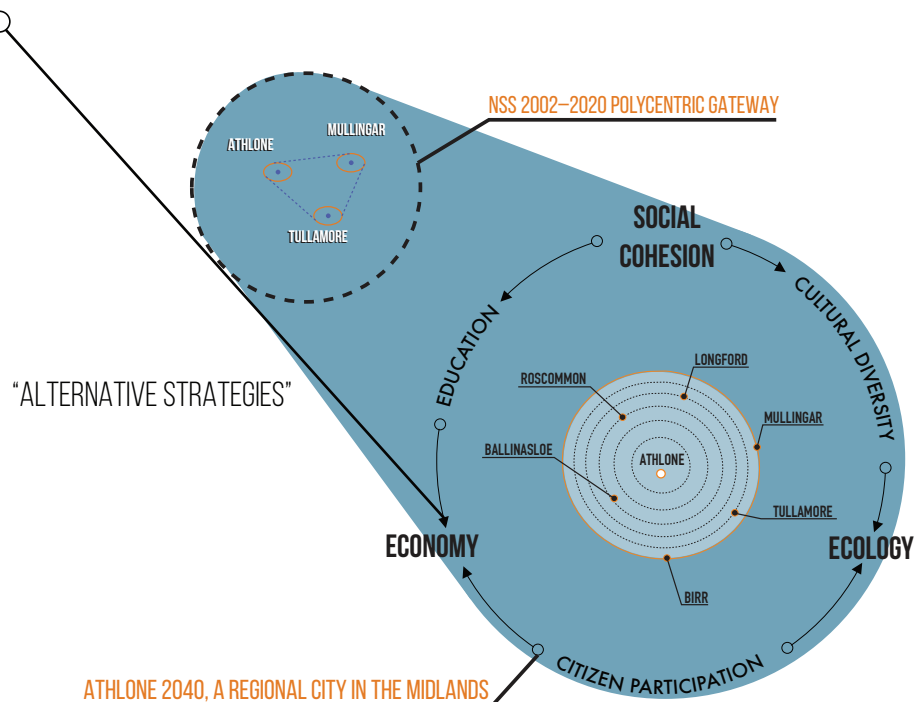 NSS 2002–2020 POLYCENTRIC GATEWAY
ATHLONE
MULLINGAR
TULLAMORE
SOCIAL
COHESION
EDUCATION
CULTURAL DIVERSITY
"ALTERNATIVE STRATEGIES"
LONGFORD
ROSCOMMON
MULLINGAR
BALLINASLOE
ATHLONE
TULLAMORE
ECONOMY
ECOLOGY
BIRR
CITIZEN PARTICIPATION
ATHLONE 2040, A REGIONAL CITY IN THE MIDLANDS